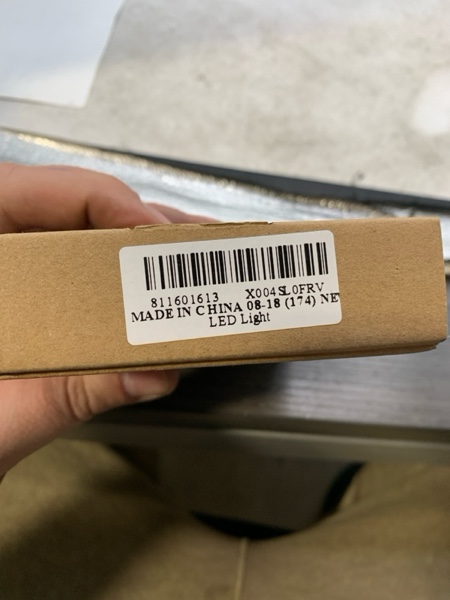 811601613 X004SL0FRV
MADE IN CHINA 08-18 (174) NE
LED Light